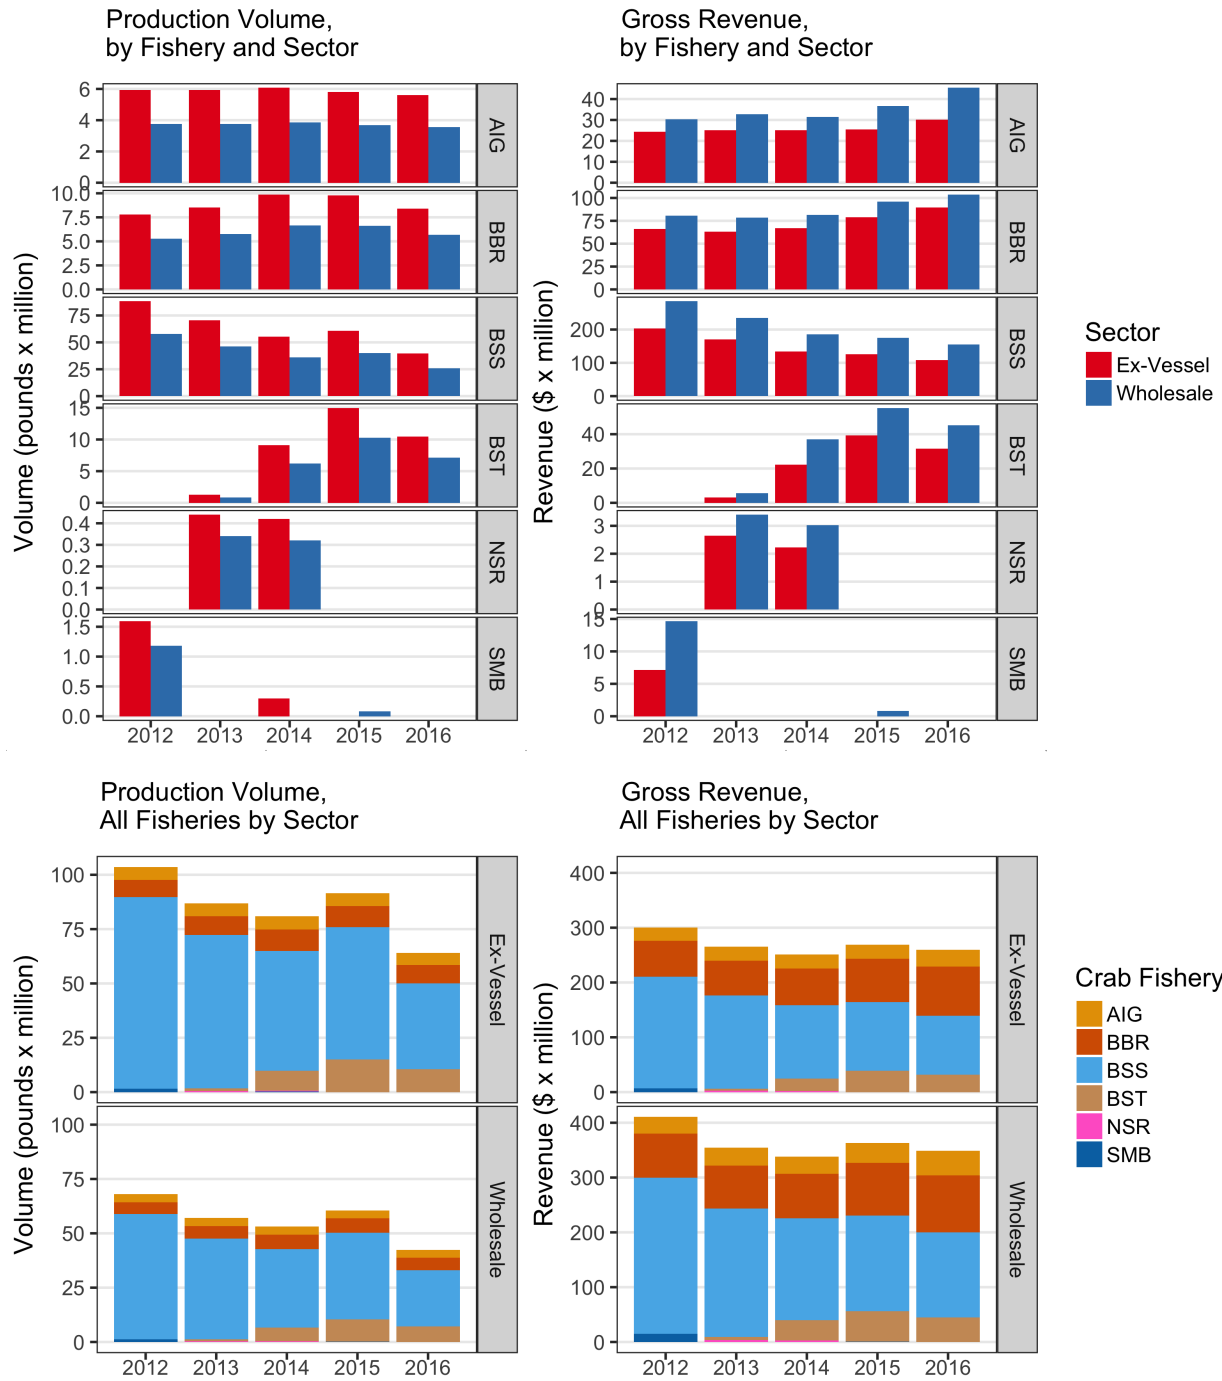 Production Volume,
by Fishery and Sector
Gross Revenue,
by Fishery and Sector
Volume (pounds x million)
6
4
2
0
AIG
10.0
7.5
5.0
2.5
0.0
BBR
75
50
25
0
BSS
15
10
5
0
BST
0.4
0.3
0.2
0.1
0.0
NSR
1.5
1.0
0.5
0.0
SMB
2012 2013 2014 2015 2016
Revenue ($ x million)
40
30
20
10
0
AIG
100
75
50
25
0
BBR
200
100
0
BSS
40
20
0
BST
3
2
1
0
NSR
15
10
5
0
SMB
2012 2013 2014 2015 2016
Sector
Ex-Vessel
Wholesale
Production Volume,
All Fisheries by Sector
Gross Revenue,
All Fisheries by Sector
Volume (pounds x million)
100
75
50
25
0
Ex-Vessel
100
75
50
25
0
Wholesale
2012 2013 2014 2015 2016
Revenue ($ x million)
400
300
200
100
0
Ex-Vessel
400
300
200
100
0
Wholesale
2012 2013 2014 2015 2016
Crab Fishery
AIG
BBR
BSS
BST
NSR
SMB